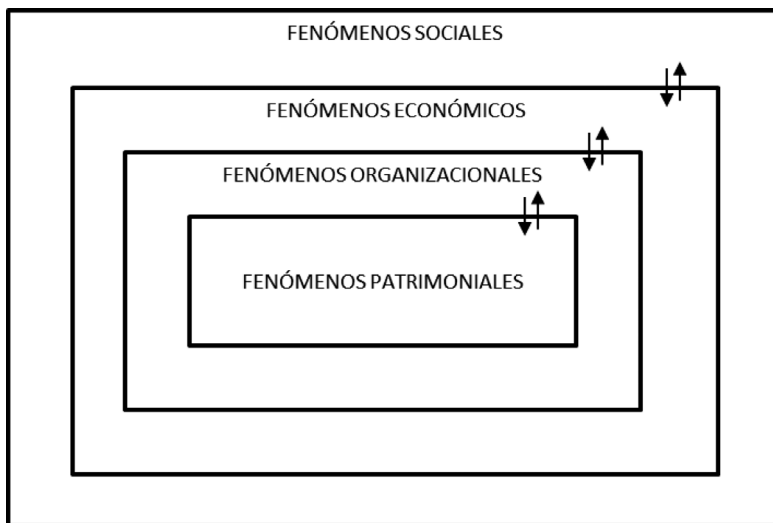 FENÓMENOS SOCIALES
FENÓMENOS ECONÓMICOS
FENÓMENOS ORGANIZACIONALES
FENÓMENOS PATRIMONIALES